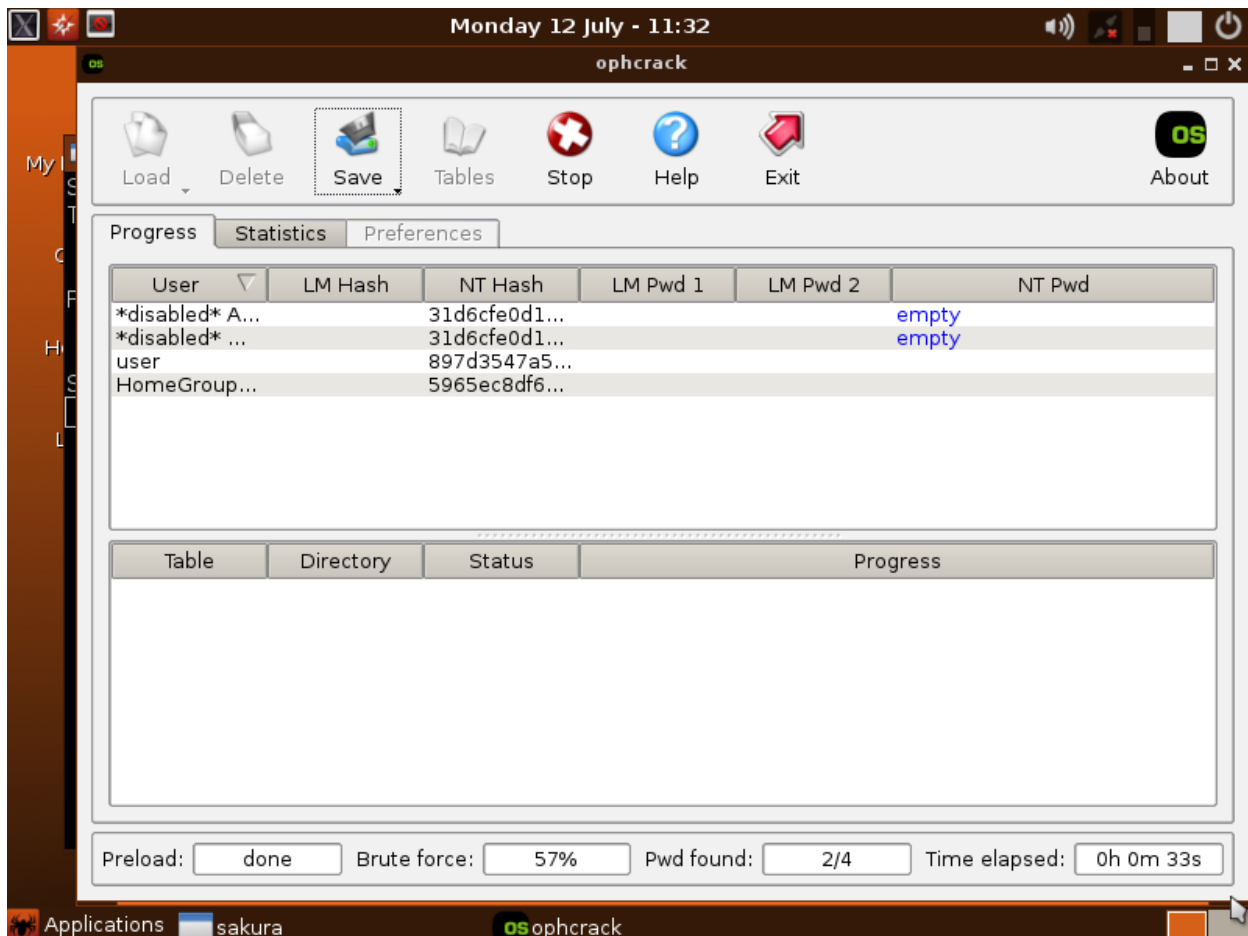 Monday 12 July - 11:32
os ophcrack
My
Load Delete Save Tables Stop Help Exit OS About
Progress Statistics Preferences
User LM Hash NT Hash LM Pwd 1 LM Pwd 2 NT Pwd
*disabled* A... 31d6cfe0d1... empty
*disabled* ... 31d6cfe0d1... empty
user 897d3547a5...
HomeGroup... 5965ec8df6...
Table Directory Status Progress
Preload: done Brute force: 57% Pwd found: 2/4 Time elapsed: 0h 0m 33s
Applications sakura OS ophcrack